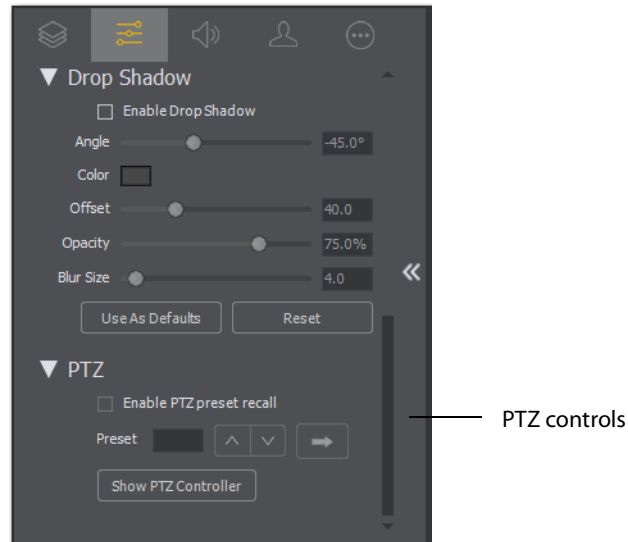 Drop Shadow
Enable Drop Shadow
Angle -45.0°
Color
Offset 40.0
Opacity 75.0%
Blur Size 4.0
Use As Defaults Reset
PTZ
Enable PTZ preset recall
Preset
Show PTZ Controller
PTZ controls